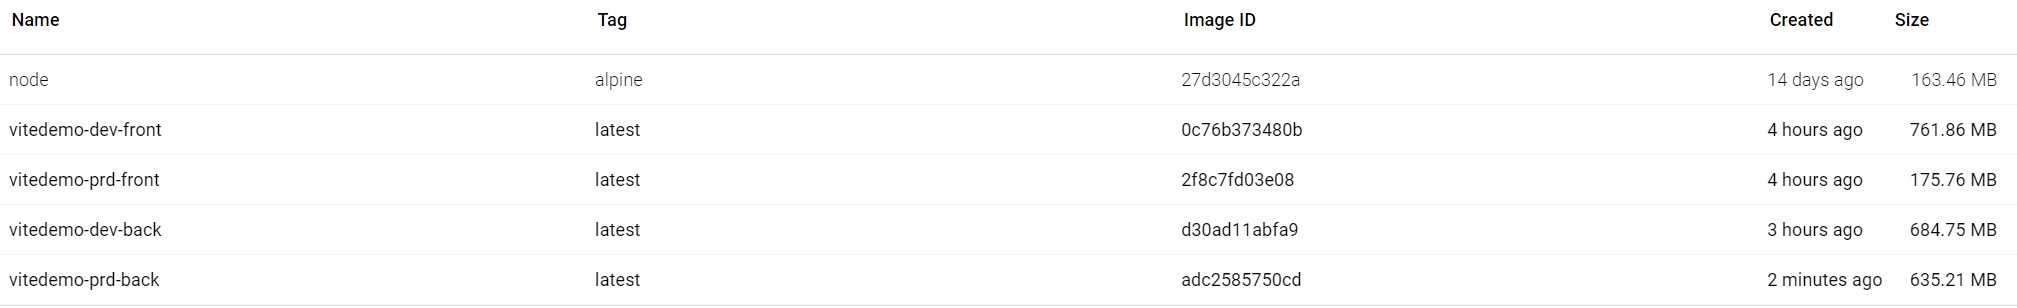 Name Tag Image ID Created Size
node alpine 27d3045c322a 14 days ago 163.46 MB
vitedemo-dev-front latest 0c76b373480b 4 hours ago 761.86 MB
vitedemo-prd-front latest 2f8c7fd03e08 4 hours ago 175.76 MB
vitedemo-dev-back latest d30ad11abfa9 3 hours ago 684.75 MB
vitedemo-prd-back latest adc2585750cd 2 minutes ago 635.21 MB